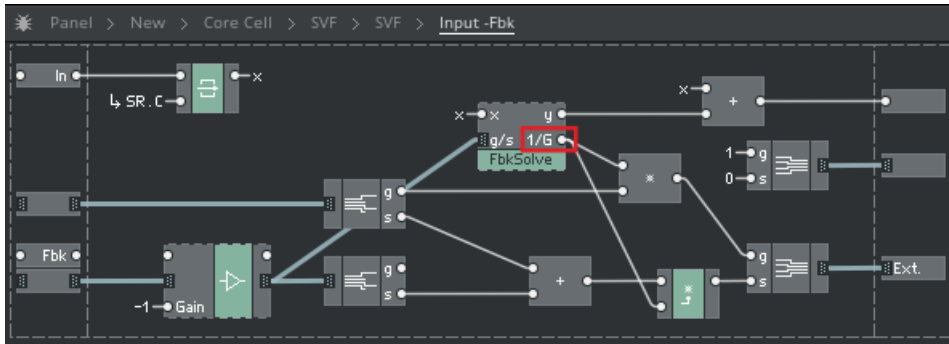 Panel > New > Core Cell > SVF > SVF > Input -Fbk
In
x
↳ SR.C
x
x y
g/s 1/G
FbkSolve
x
+
1 g
0 s
*
g
s
Fbk
g
s
-1 Gain
+
*
g
s
Ext.